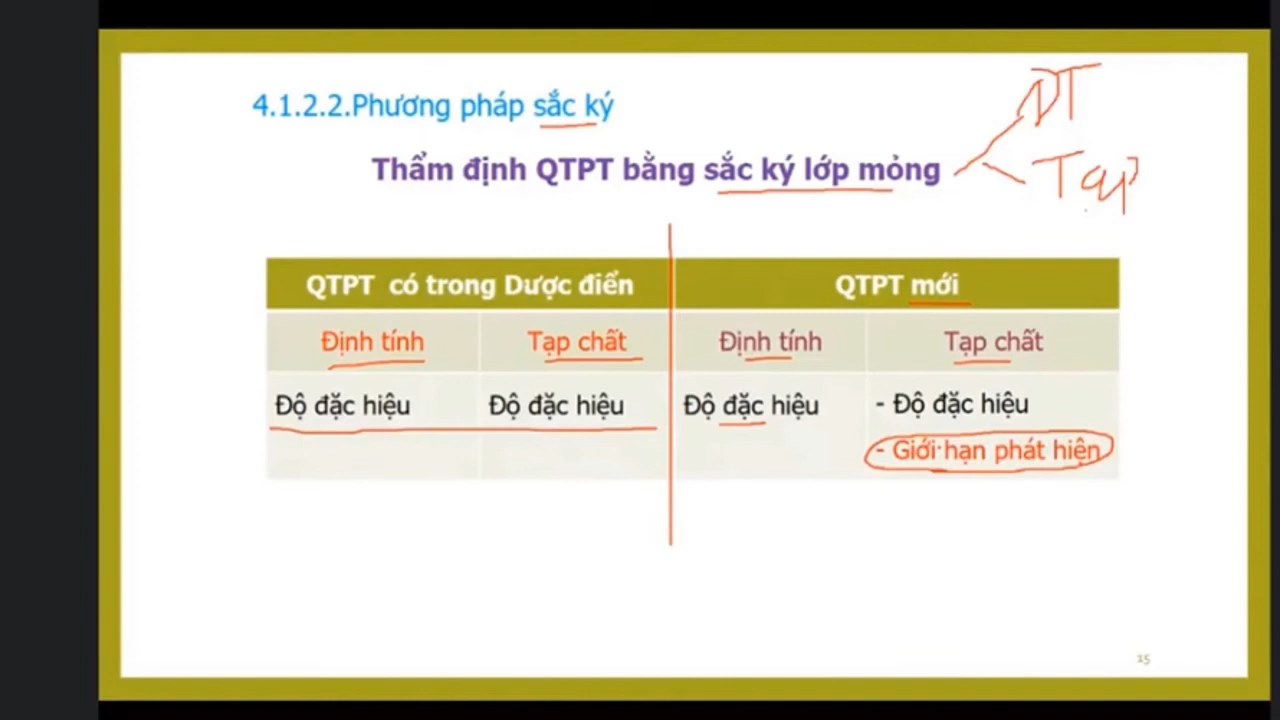 4.1.2.2.Phương pháp sắc ký
ĐT
Thẩm định QTPT bằng sắc ký lớp mỏng
Tạp
QTPT có trong Dược điển QTPT mới
Định tính Tạp chất Định tính Tạp chất
Độ đặc hiệu Độ đặc hiệu Độ đặc hiệu - Độ đặc hiệu
- Giới hạn phát hiện
15